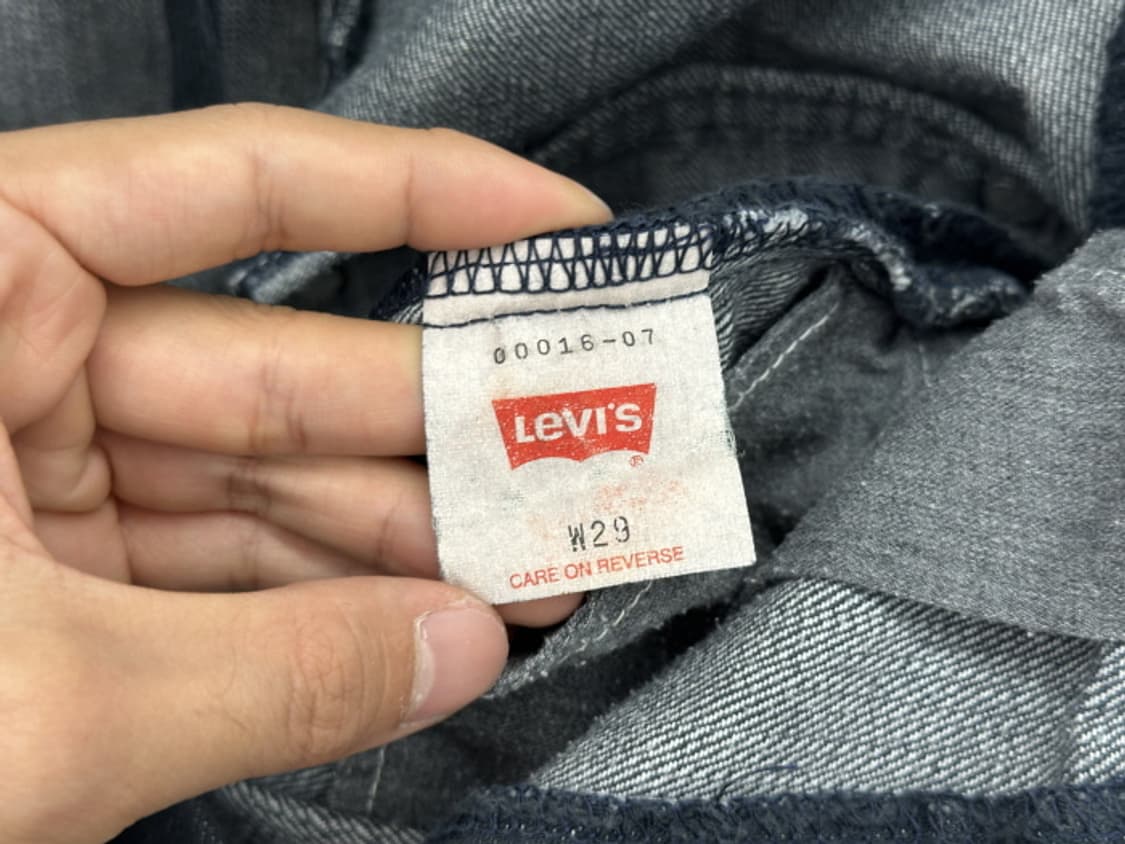 00016-07
LEVI'S
®
W29
CARE ON REVERSE